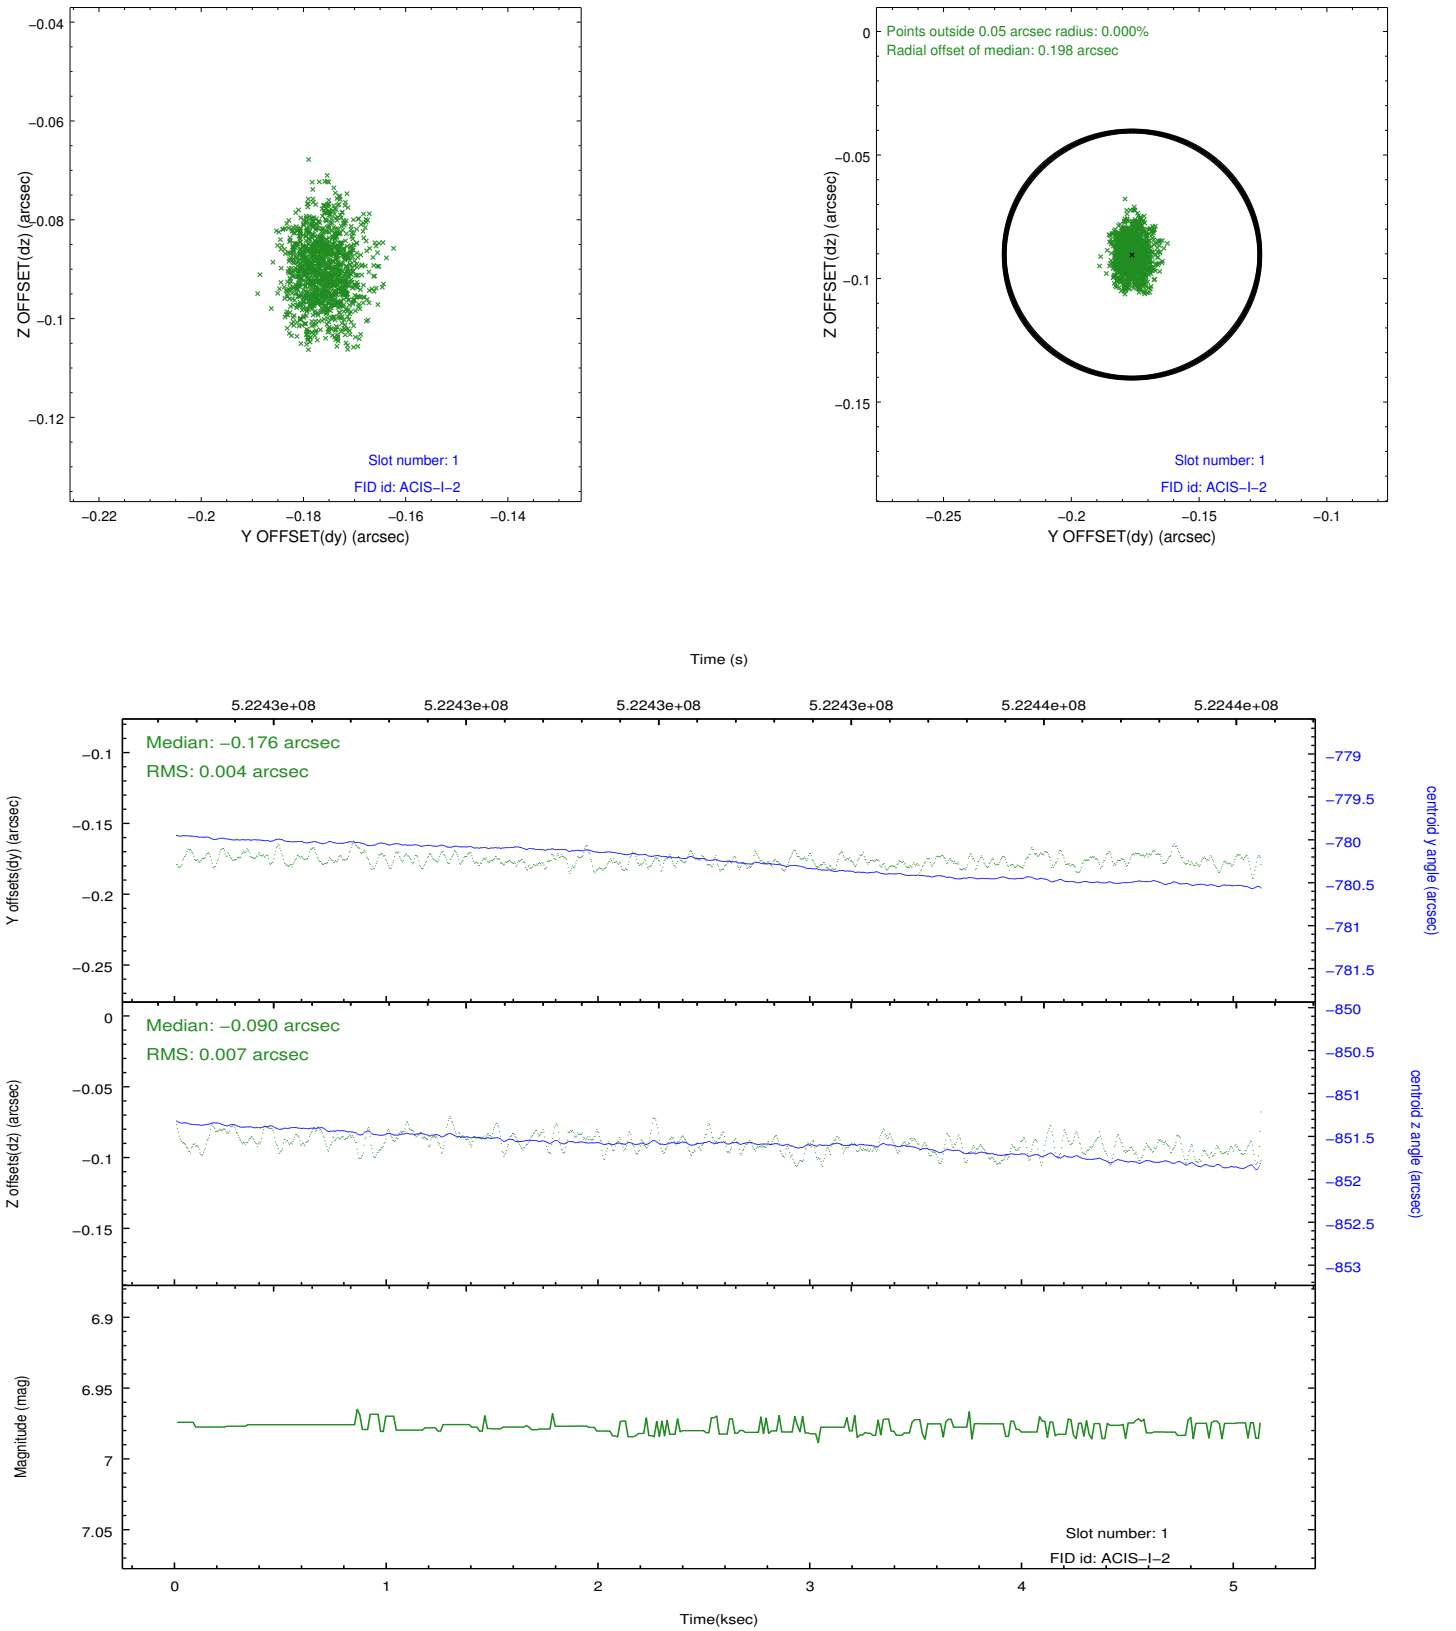 −0.04
−0.06
−0.08
−0.1
−0.12
Z OFFSET(dz) (arcsec)
Slot number: 1
FID id: ACIS−I−2
−0.22 −0.2 −0.18 −0.16 −0.14
Y OFFSET(dy) (arcsec)
Points outside 0.05 arcsec radius: 0.000%
Radial offset of median: 0.198 arcsec
0
−0.05
−0.1
−0.15
Z OFFSET(dz) (arcsec)
Slot number: 1
FID id: ACIS−I−2
−0.25 −0.2 −0.15 −0.1
Y OFFSET(dy) (arcsec)
Time (s)
5.2243e+08 5.2243e+08 5.2243e+08 5.2243e+08 5.2244e+08 5.2244e+08
Median: −0.176 arcsec
RMS: 0.004 arcsec
−0.1
−0.15
−0.2
−0.25
Y offsets(dy) (arcsec)
−779
−779.5
−780
−780.5
−781
−781.5
centroid y angle (arcsec)
Median: −0.090 arcsec
RMS: 0.007 arcsec
0
−0.05
−0.1
−0.15
Z offsets(dz) (arcsec)
−850
−850.5
−851
−851.5
−852
−852.5
−853
centroid z angle (arcsec)
6.9
6.95
7
7.05
Magnitude (mag)
Slot number: 1
FID id: ACIS−I−2
0 1 2 3 4 5
Time(ksec)